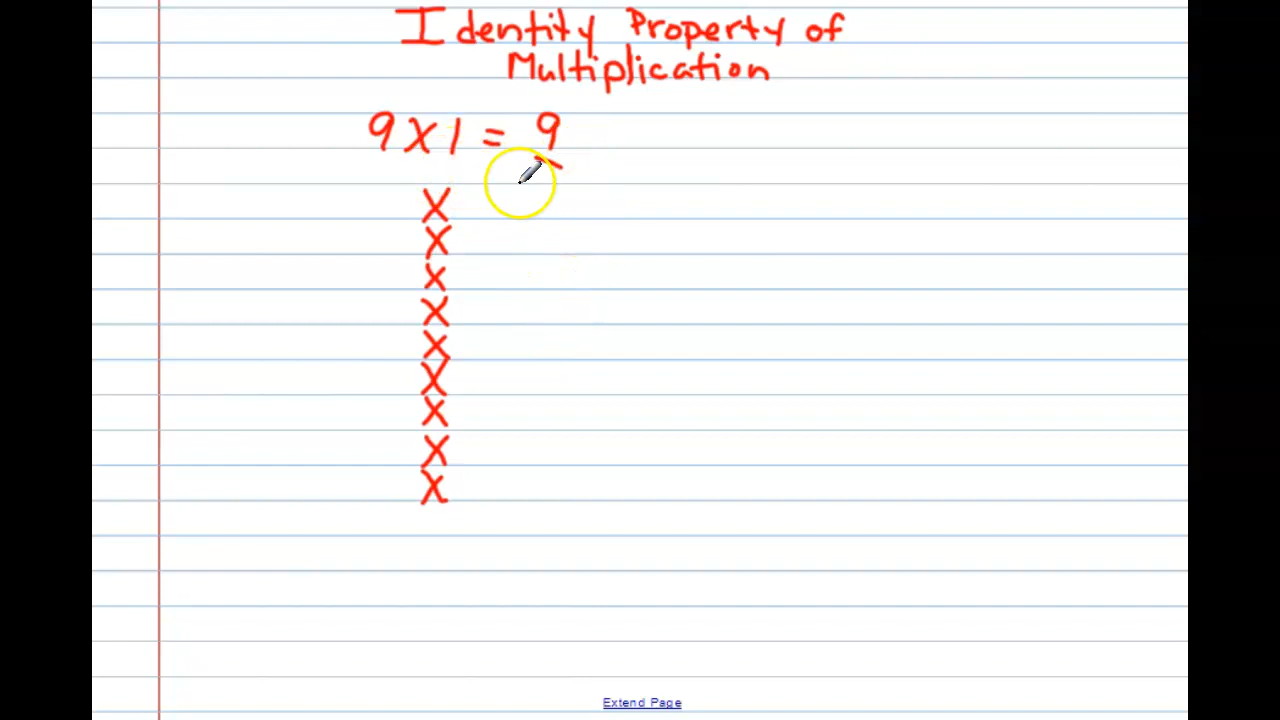 Identity Property of
Multiplication
9 X 1 = 9
X
X
X
X
X
X
X
X
X
Extend Page